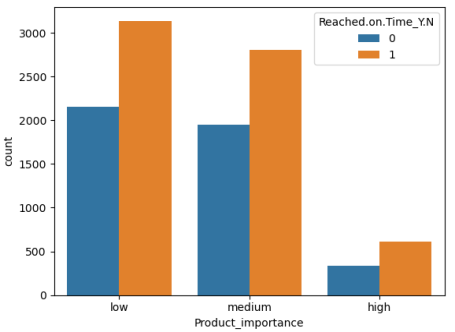 Reached.on.Time_Y.N
0
1
3000
2500
2000
1500
1000
500
0
count
low medium high
Product_importance